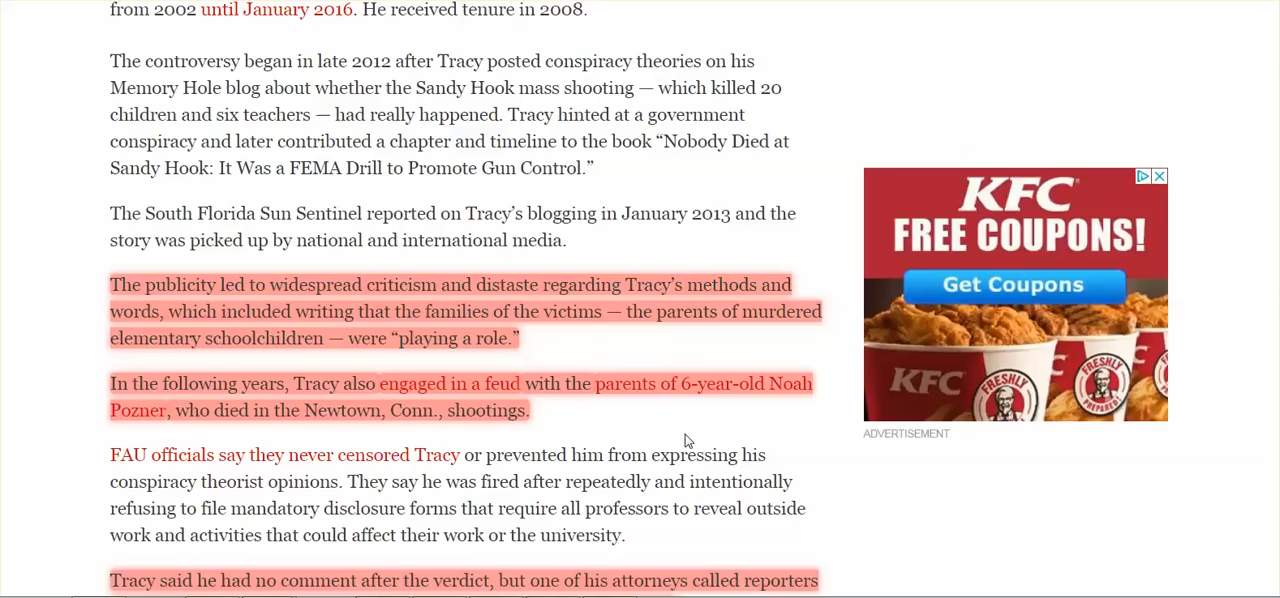 from 2002 until January 2016. He received tenure in 2008.
The controversy began in late 2012 after Tracy posted conspiracy theories on his
Memory Hole blog about whether the Sandy Hook mass shooting — which killed 20
children and six teachers — had really happened. Tracy hinted at a government
conspiracy and later contributed a chapter and timeline to the book “Nobody Died at
Sandy Hook: It Was a FEMA Drill to Promote Gun Control.”
The South Florida Sun Sentinel reported on Tracy’s blogging in January 2013 and the
story was picked up by national and international media.
The publicity led to widespread criticism and distaste regarding Tracy’s methods and
words, which included writing that the families of the victims — the parents of murdered
elementary schoolchildren — were “playing a role.”
In the following years, Tracy also engaged in a feud with the parents of 6-year-old Noah
Pozner, who died in the Newtown, Conn., shootings.
FAU officials say they never censored Tracy or prevented him from expressing his
conspiracy theorist opinions. They say he was fired after repeatedly and intentionally
refusing to file mandatory disclosure forms that require all professors to reveal outside
work and activities that could affect their work or the university.
Tracy said he had no comment after the verdict, but one of his attorneys called reporters
KFC
FREE COUPONS!
Get Coupons
KFC
FRESHLY
FRESHLY
PREPARED
ADVERTISEMENT